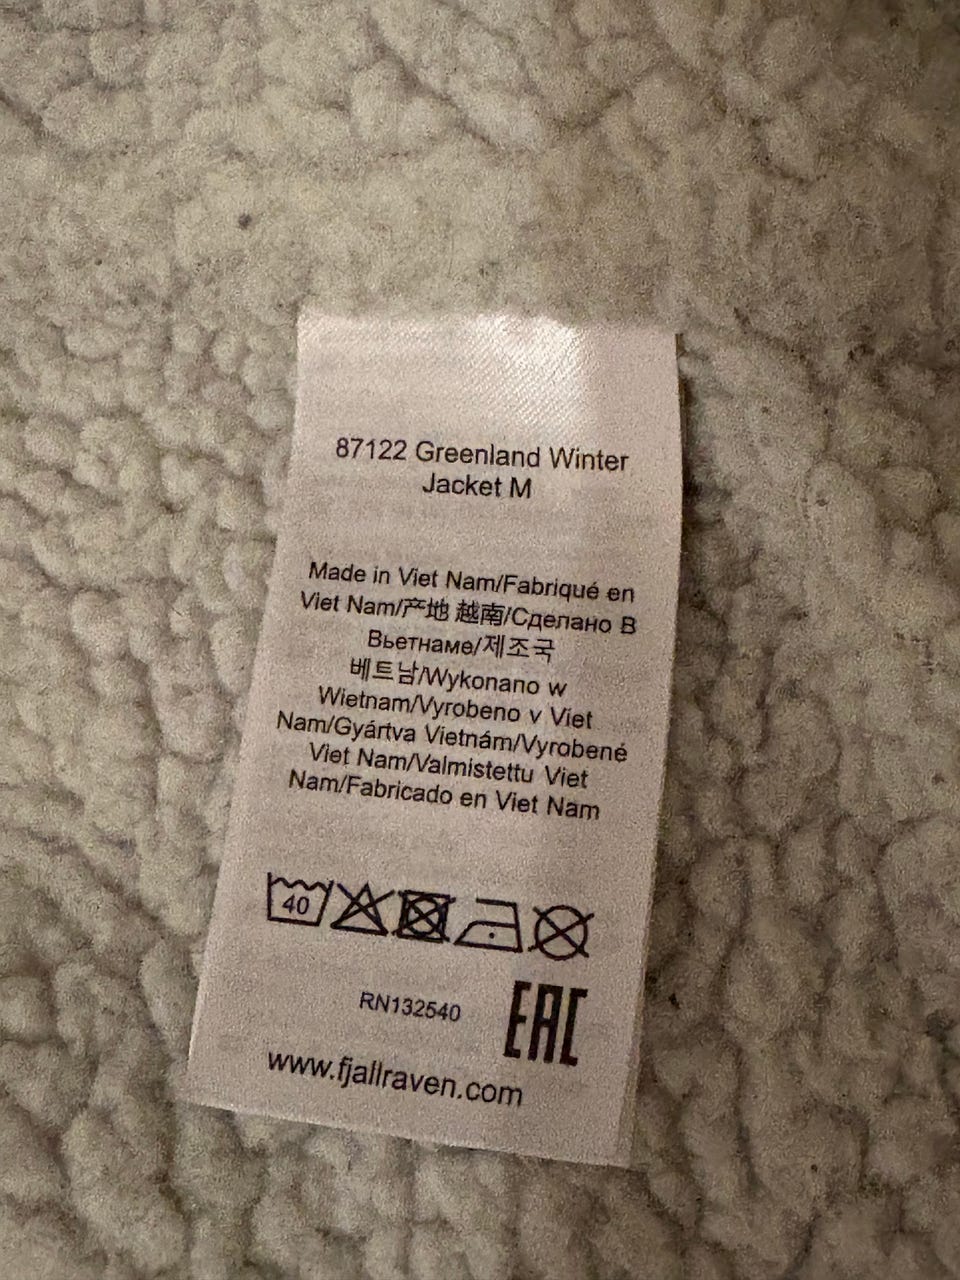 87122 Greenland Winter
Jacket M
Made in Viet Nam/Fabriqué en
Viet Nam/产地 越南/Сделано В
Вьетнаме/제조국
베트남/Wykonano w
Wietnam/Vyrobeno v Viet
Nam/Gyártva Vietnám/Vyrobené
Viet Nam/Valmistettu Viet
Nam/Fabricado en Viet Nam
40
RN132540
EAC
www.fjallraven.com